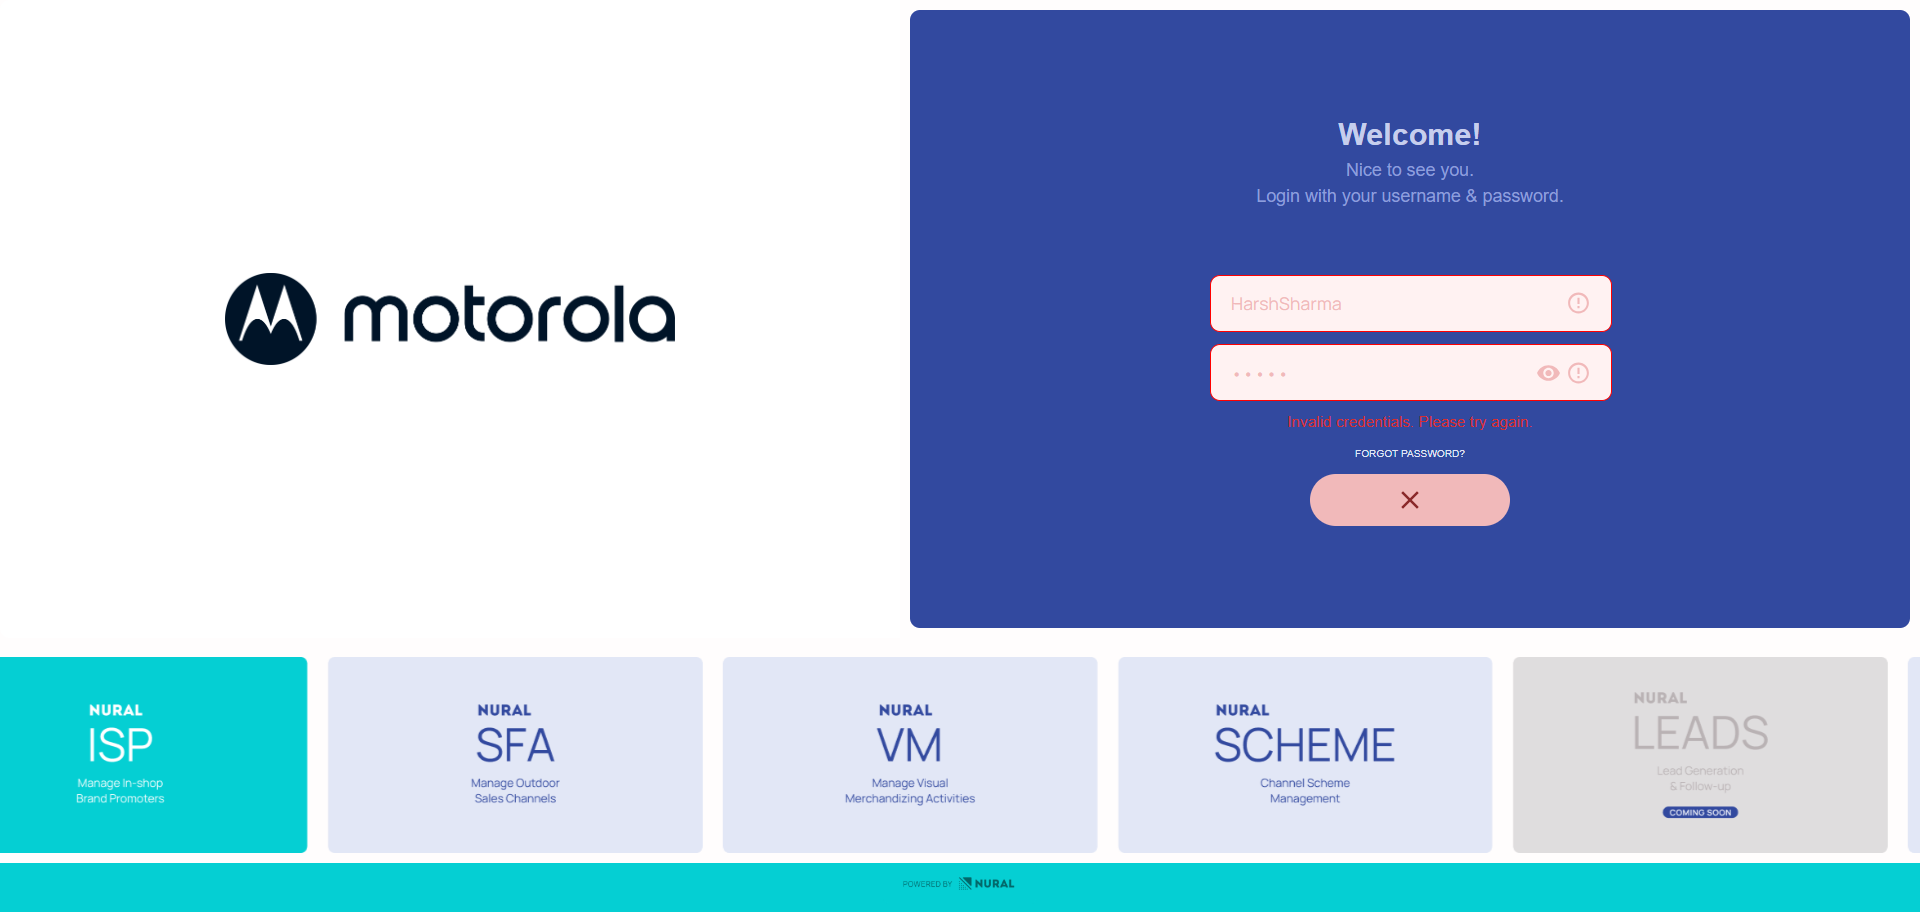 motorola
Welcome!
Nice to see you.
Login with your username & password.
HarshSharma
•••••
Invalid credentials. Please try again.
FORGOT PASSWORD?
NURAL
ISP
Manage In-shop
Brand Promoters
NURAL
SFA
Manage Outdoor
Sales Channels
NURAL
VM
Manage Visual
Merchandizing Activities
NURAL
SCHEME
Channel Scheme
Management
NURAL
LEADS
Lead Generation
& Follow-up
COMING SOON
POWERED BY NURAL